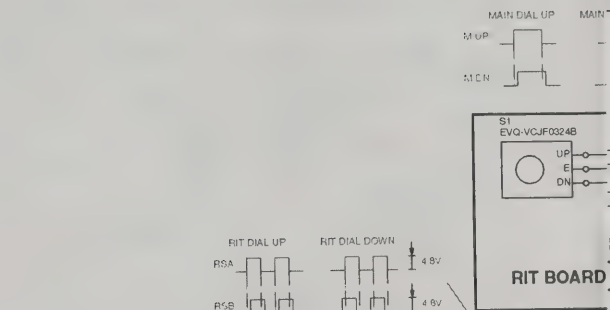 MAIN DIAL UP MAIN
M UP
M DN
S1
EVQ-VCJF0324B
UP
E
DN
RIT DIAL UP RIT DIAL DOWN
RSA
4.8V
RSB
4.8V
RIT BOARD